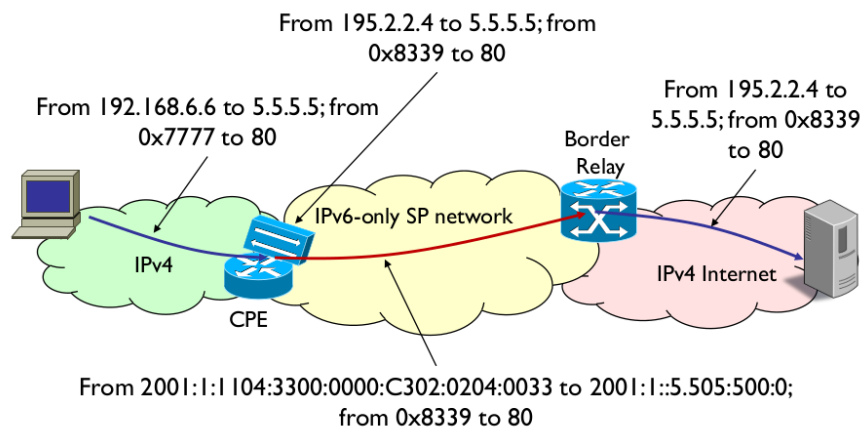 From 195.2.2.4 to 5.5.5.5; from
0x8339 to 80
From 192.168.6.6 to 5.5.5.5; from
0x7777 to 80
From 195.2.2.4 to
5.5.5.5; from 0x8339
to 80
Border
Relay
IPv6-only SP network
IPv4
IPv4 Internet
CPE
From 2001:1:1104:3300:0000:C302:0204:0033 to 2001:1::5.505:500:0;
from 0x8339 to 80